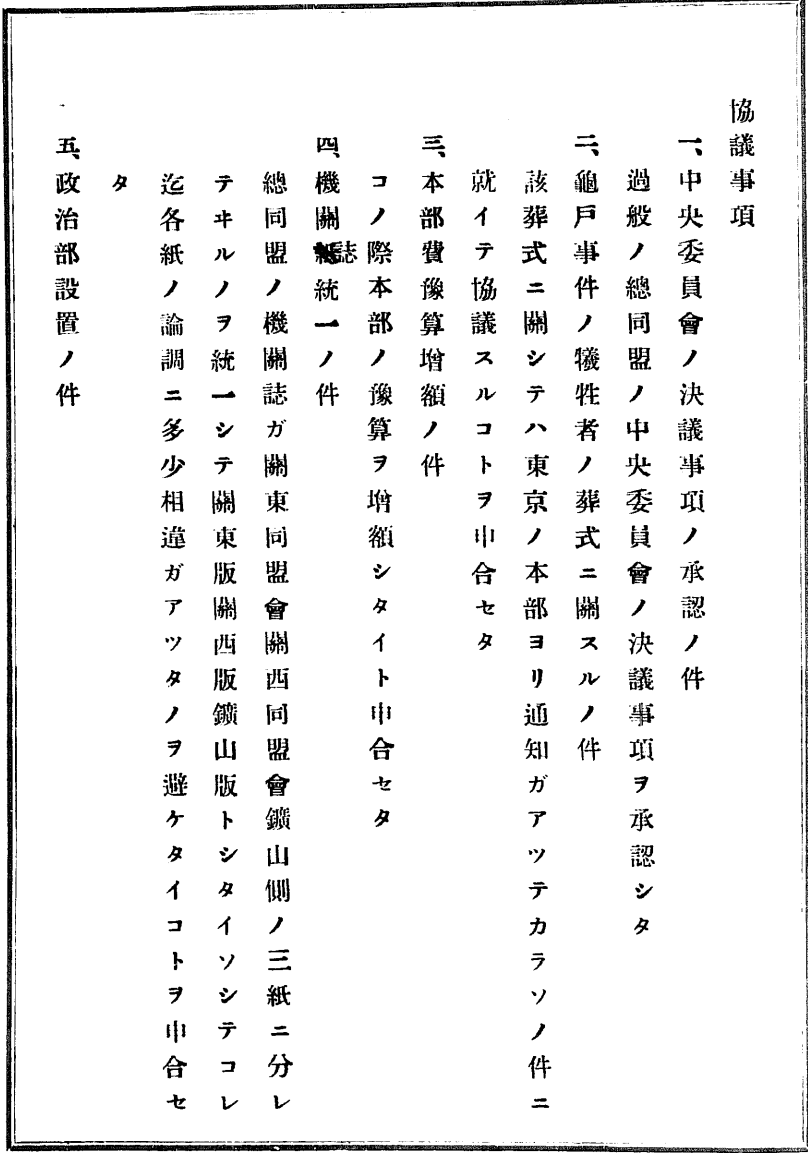 協議事項
一、中央委員會ノ決議事項ノ承認ノ件
過般ノ總同盟ノ中央委員會ノ決議事項ヲ承認シタ
二、龜戸事件ノ犠牲者ノ葬式ニ關スルノ件
該葬式ニ關シテハ東京ノ本部ヨリ通知ガアツテカラソノ件ニ
就イテ協議スルコトヲ申合セタ
三、本部費豫算增額ノ件
コノ際本部ノ豫算ヲ增額シタイト申合セタ
四、機關誌統一ノ件
總同盟ノ機關誌ガ關東同盟會關西同盟會鑛山側ノ三紙ニ分レ
テヰルノヲ統一シテ關東版關西版鑛山版トシタイソシテコレ
迄各紙ノ論調ニ多少相違ガアツタノヲ避ケタイコトヲ申合セ
タ
五、政治部設置ノ件